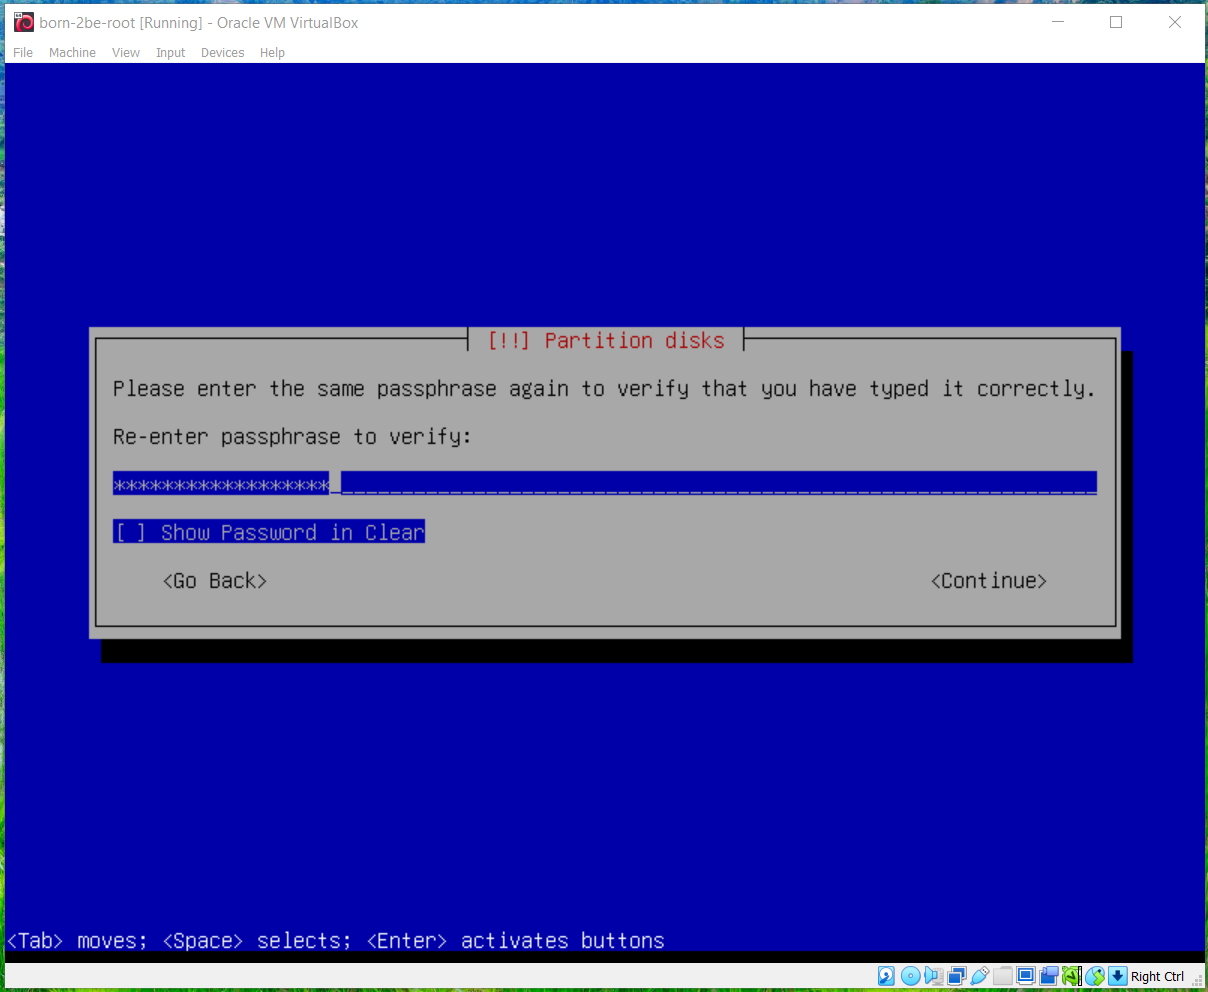 born-2be-root [Running] - Oracle VM VirtualBox
File Machine View Input Devices Help
[!!] Partition disks
Please enter the same passphrase again to verify that you have typed it correctly.
Re-enter passphrase to verify:
******************_______________________________________________________________
[ ] Show Password in Clear
<Go Back> <Continue>
<Tab> moves; <Space> selects; <Enter> activates buttons
Right Ctrl